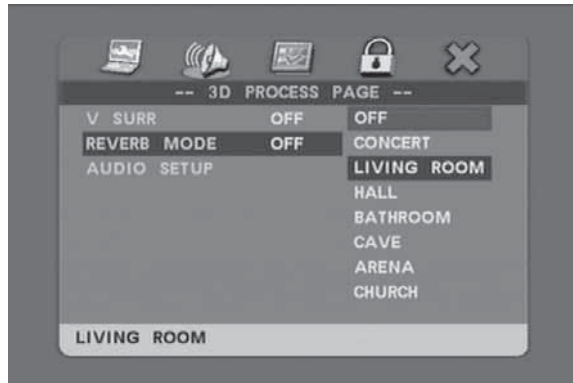 -- 3D PROCESS PAGE --
V SURR OFF OFF
REVERB MODE OFF CONCERT
AUDIO SETUP LIVING ROOM
HALL
BATHROOM
CAVE
ARENA
CHURCH
LIVING ROOM